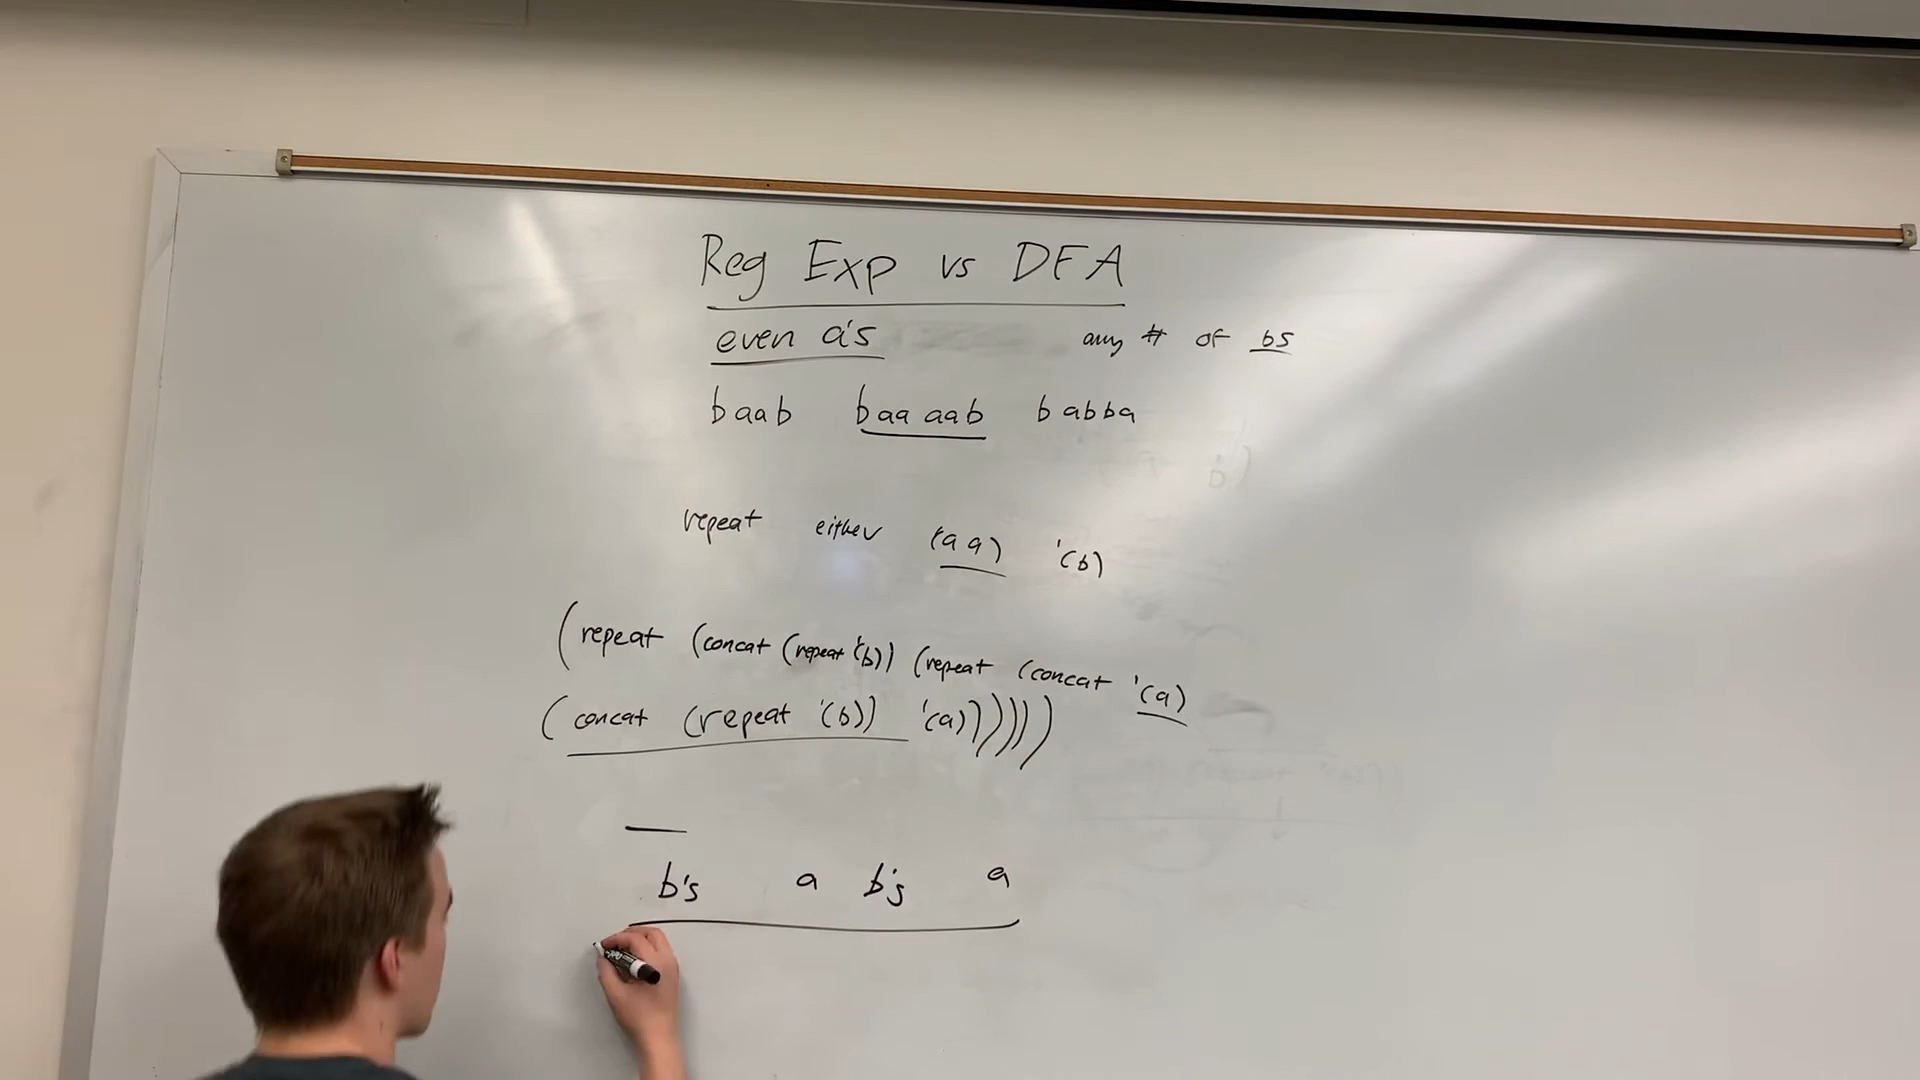 Reg Exp vs DFA
even a's any # of bs
baab baaaab babba
repeat either (aa) '(b)
(repeat (concat (repeat '(b)) (repeat (concat '(a)
(concat (repeat '(b)) '(a))))))
b's a b's a